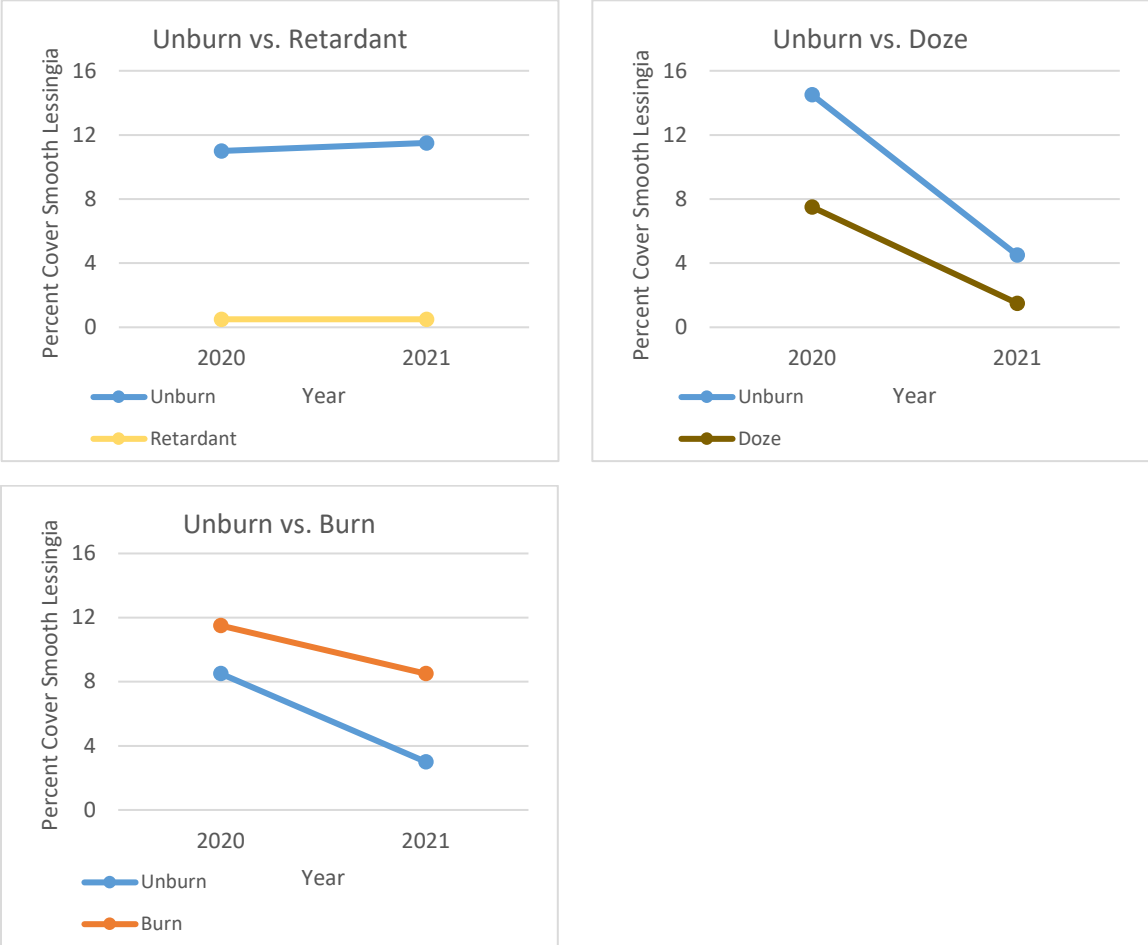 Unburn vs. Retardant
Percent Cover Smooth Lessingia
16
12
8
4
0
2020 2021
Year
Unburn
Retardant
Unburn vs. Doze
Percent Cover Smooth Lessingia
16
12
8
4
0
2020 2021
Year
Unburn
Doze
Unburn vs. Burn
Percent Cover Smooth Lessingia
16
12
8
4
0
2020 2021
Year
Unburn
Burn